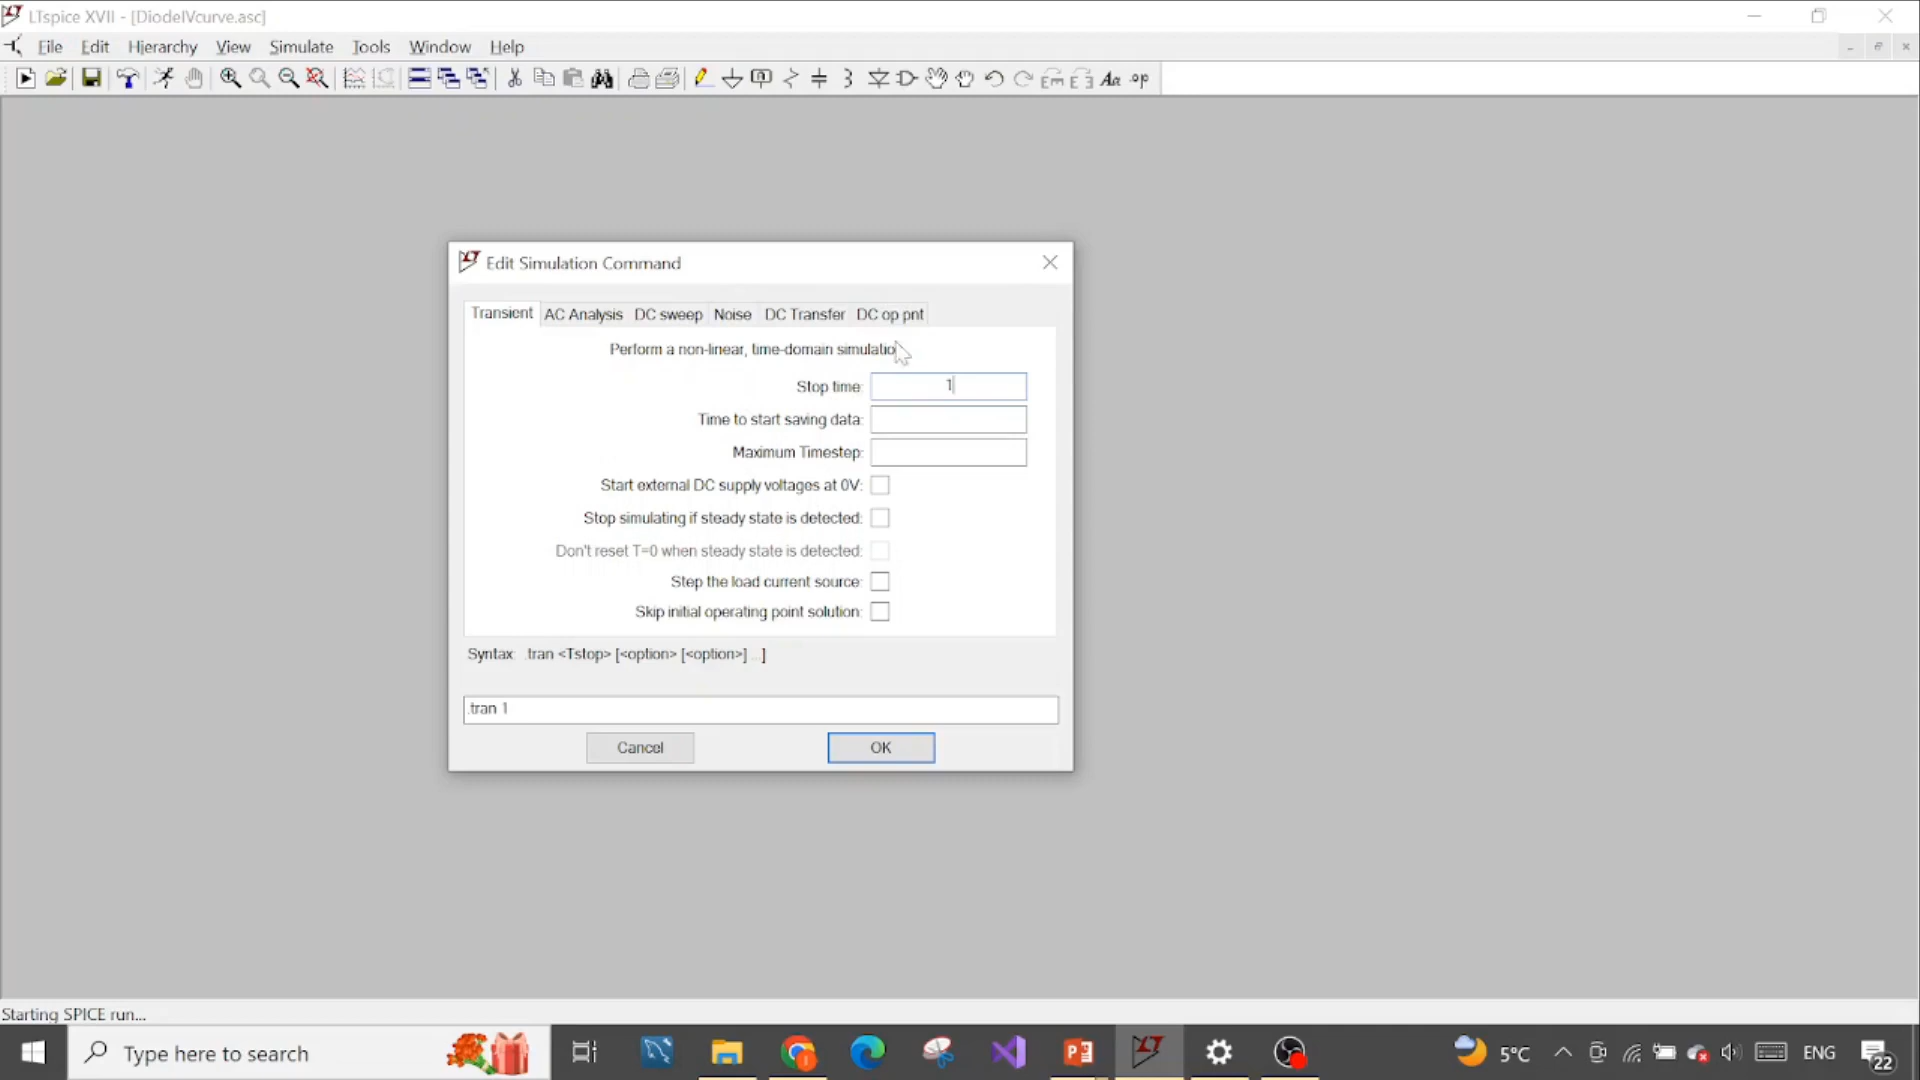 LTspice XVII - [DiodeIVcurve.asc]
File Edit Hierarchy View Simulate Tools Window Help
Edit Simulation Command
Transient AC Analysis DC sweep Noise DC Transfer DC op pnt
Perform a non-linear, time-domain simulatio
Stop time: 1
Time to start saving data:
Maximum Timestep:
Start external DC supply voltages at 0V:
Stop simulating if steady state is detected:
Don't reset T=0 when steady state is detected:
Step the load current source:
Skip initial operating point solution:
Syntax: .tran <Tstop> [<option> [<option>] ...]
.tran 1
Cancel OK
Starting SPICE run...
Type here to search 5°C ENG 22